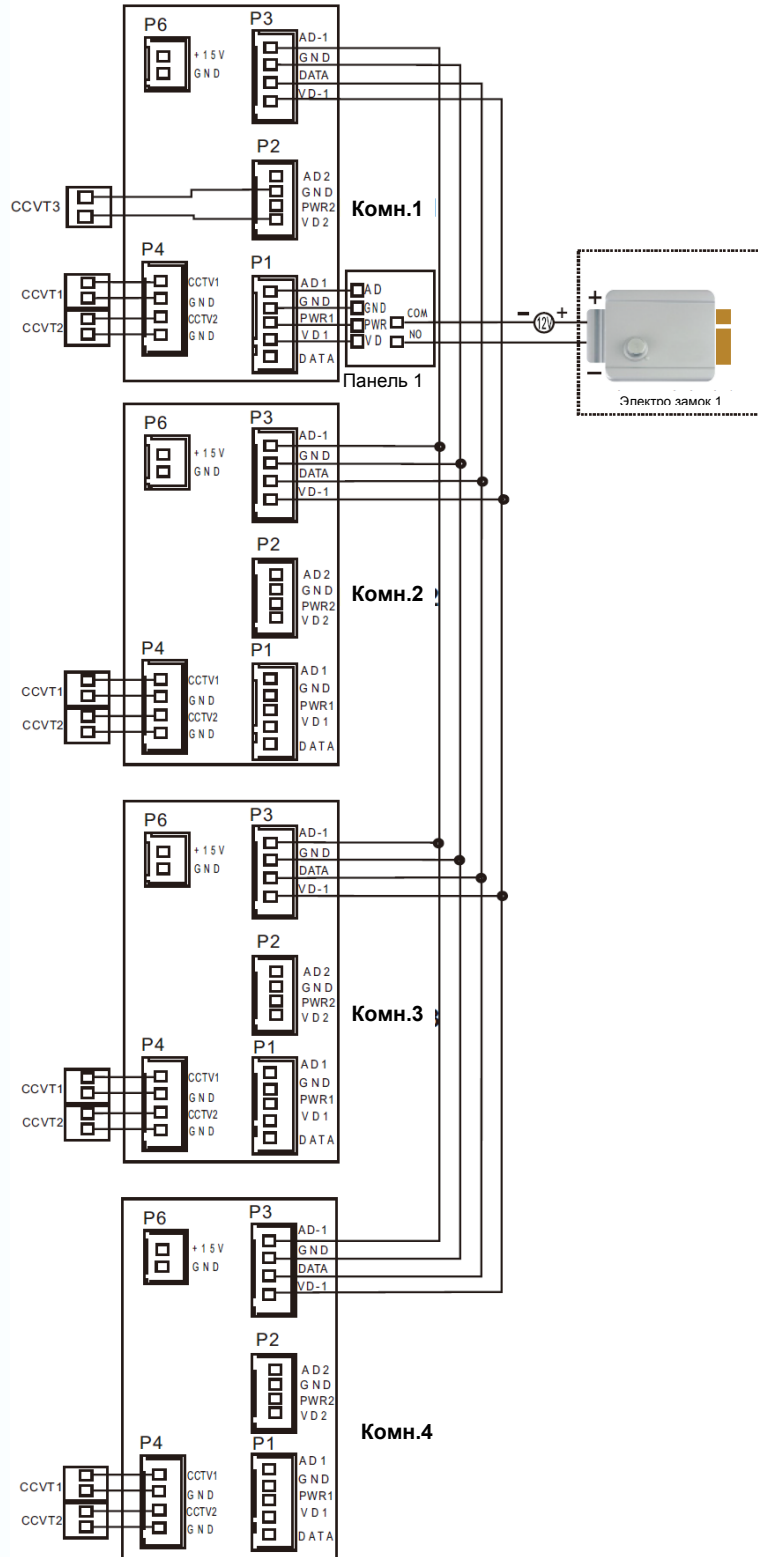 P6
+15V
GND
P3
AD-1
GND
DATA
VD-1
P2
AD2
GND
PWR2
VD2
Комн.1
CCVT3
P4
CCTV1
GND
CCTV2
GND
CCVT1
CCVT2
P1
AD1
GND
PWR1
VD1
DATA
AD
GND
PWR
VD
COM
NO
Панель 1
− 12V +
+
−
Электро замок 1
P6
+15V
GND
P3
AD-1
GND
DATA
VD-1
P2
AD2
GND
PWR2
VD2
Комн.2
P4
CCTV1
GND
CCTV2
GND
CCVT1
CCVT2
P1
AD1
GND
PWR1
VD1
DATA
P6
+15V
GND
P3
AD-1
GND
DATA
VD-1
P2
AD2
GND
PWR2
VD2
Комн.3
P4
CCTV1
GND
CCTV2
GND
CCVT1
CCVT2
P1
AD1
GND
PWR1
VD1
DATA
P6
+15V
GND
P3
AD-1
GND
DATA
VD-1
P2
AD2
GND
PWR2
VD2
Комн.4
P4
CCTV1
GND
CCTV2
GND
CCVT1
CCVT2
P1
AD1
GND
PWR1
VD1
DATA